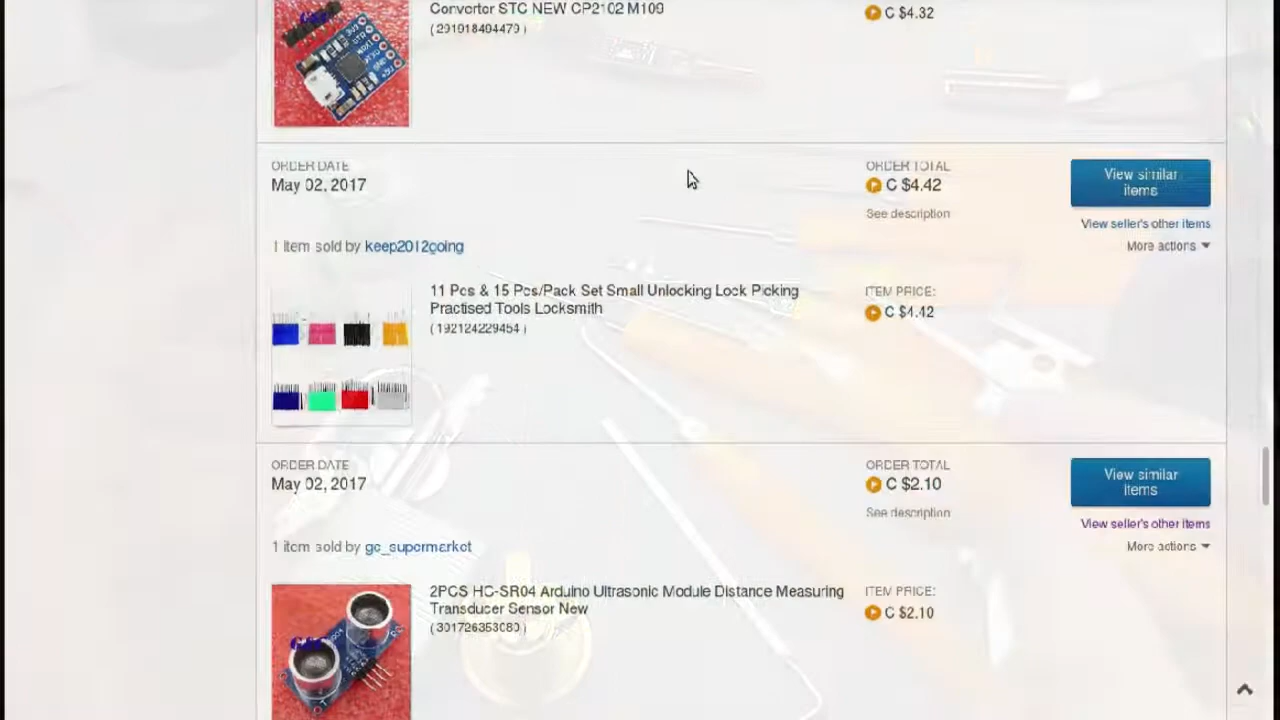 Converter STC NEW CP2102 M109
( 291918404479 )
C $4.32
ORDER DATE
May 02, 2017
ORDER TOTAL
C $4.42
See description
View similar
items
View seller's other items
More actions
1 item sold by keep2012going
11 Pcs & 15 Pcs/Pack Set Small Unlocking Lock Picking
Practised Tools Locksmith
( 192124229454 )
ITEM PRICE:
C $4.42
ORDER DATE
May 02, 2017
ORDER TOTAL
C $2.10
See description
View similar
items
View seller's other items
More actions
1 item sold by gc_supermarket
2PCS HC-SR04 Arduino Ultrasonic Module Distance Measuring
Transducer Sensor New
( 301726353080 )
ITEM PRICE:
C $2.10